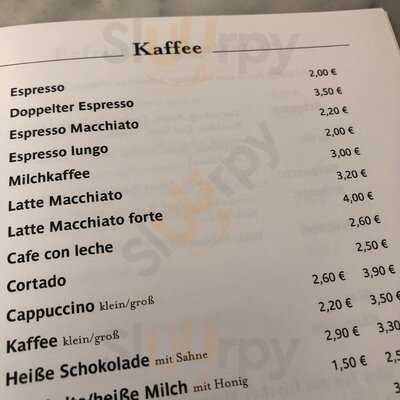 Kaffee
Espresso 2,00 €
Doppelter Espresso 3,50 €
Espresso Macchiato 2,20 €
Espresso lungo 2,00 €
Milchkaffee 3,00 €
Latte Macchiato 3,20 €
Latte Macchiato forte 4,00 €
Cafe con leche 2,60 €
Cortado 2,50 €
Cappuccino klein/groß 2,60 € 3,90 €
Kaffee klein/groß 2,20 € 3,50 €
Heiße Schokolade mit Sahne 2,90 € 3,30
/heiße Milch mit Honig 1,50 €
Sluurpy
Sluurpy
Sluurpy